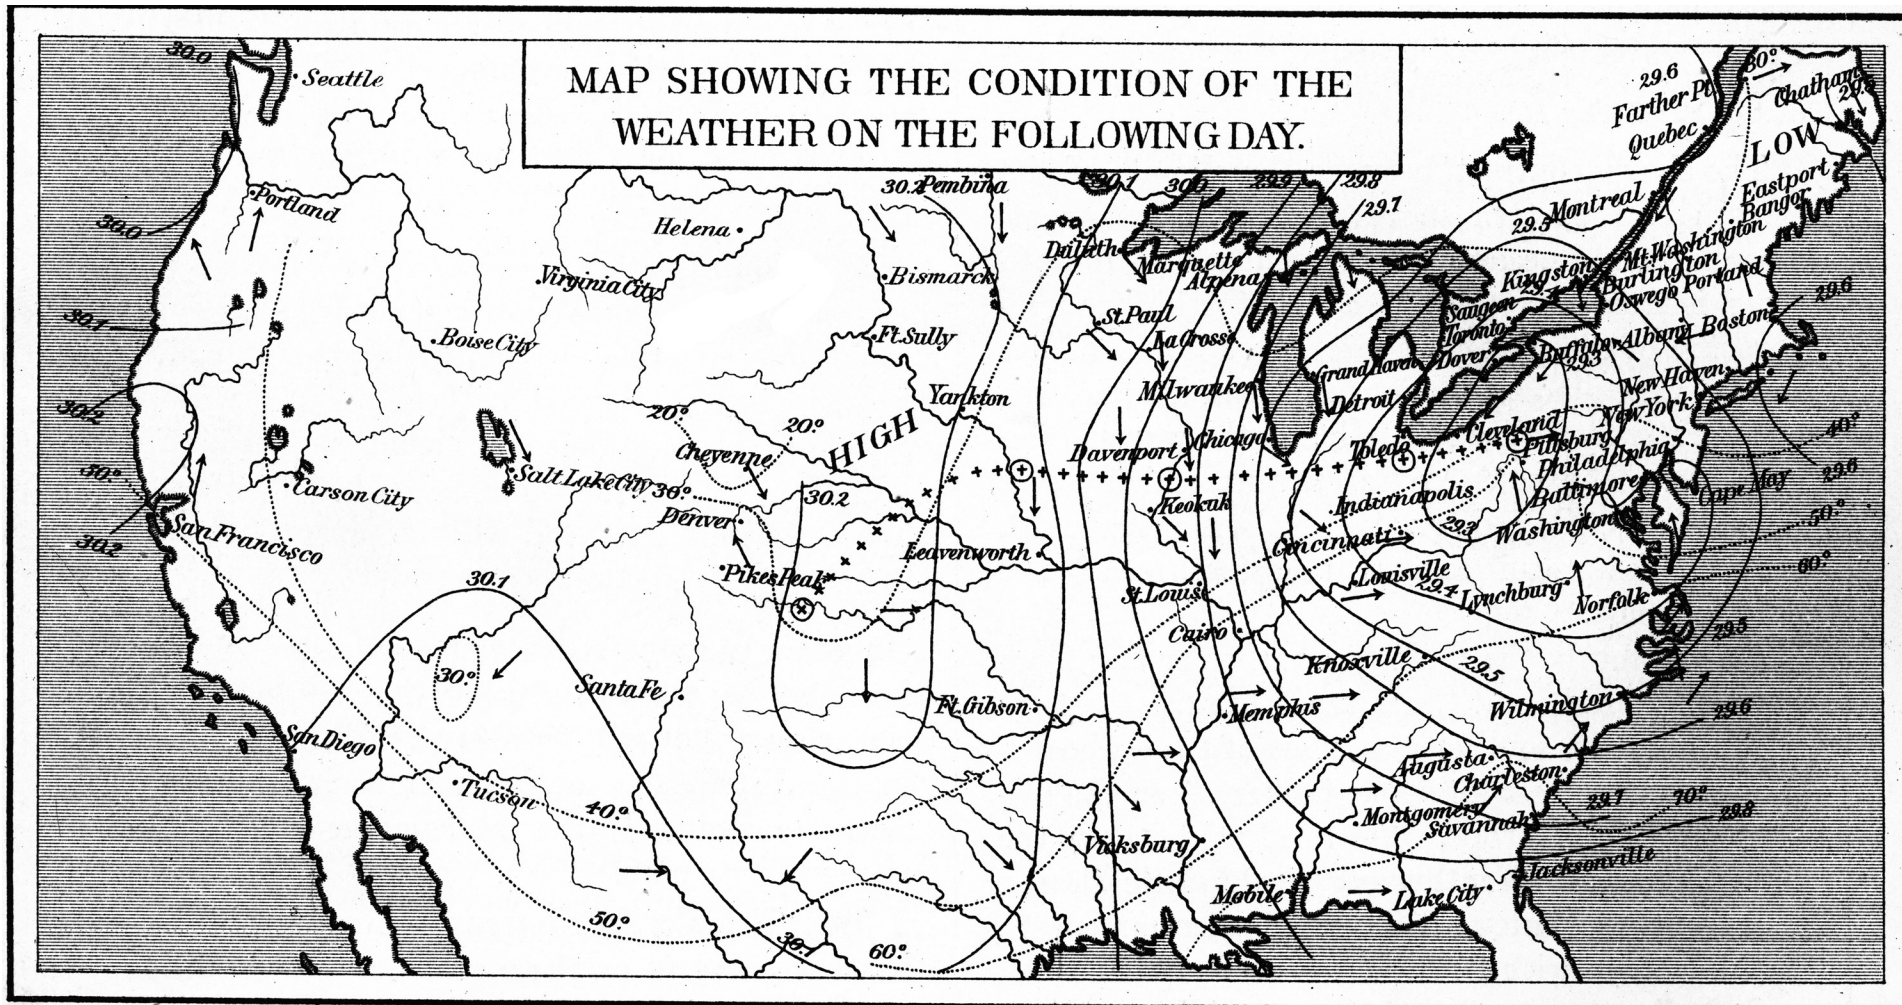 MAP SHOWING THE CONDITION OF THE
WEATHER ON THE FOLLOWING DAY.
30.0
Seattle
29.6
Farther Pt.
Quebec
80°
Chatham
LOW
Eastport
Bangor
Portland
30.0
Helena
30.2
Pembina
30.1
30.0
29.9
29.8
29.7
29.5
Montreal
Mt. Washington
Burlington
Oswego
Portland
Kingston
Duluth
Marquette
Alpena
Virginia City
Bismarck
30.1
Boise City
Ft. Sully
St. Paul
La Crosse
Saugeen
Toronto
Dover
Buffalo
Albany
Boston
29.6
29.3
Grand Haven
Detroit
Milwaukee
New Haven
New York
30.2
Yankton
20°
20°
HIGH
Cheyenne
Davenport
Chicago
Toledo
Cleveland
Pittsburg
Philadelphia
40°
29.6
50°
Salt Lake City
30°
30.2
Carson City
Denver
Keokuk
Indianapolis
Baltimore
Cape May
50°
San Francisco
30.2
Leavenworth
Cincinnati
29.3
Washington
60°
Pikes Peak
30.1
St. Louis
Louisville
29.4
Lynchburg
Norfolk
29.5
Cairo
Knoxville
29.5
30°
Santa Fe
Ft. Gibson
Memphis
Wilmington
29.6
San Diego
Tucson
40°
Augusta
Charleston
Montgomery
Savannah
29.7
70°
29.8
Vicksburg
Jacksonville
Mobile
Lake City
50°
30.1
60°